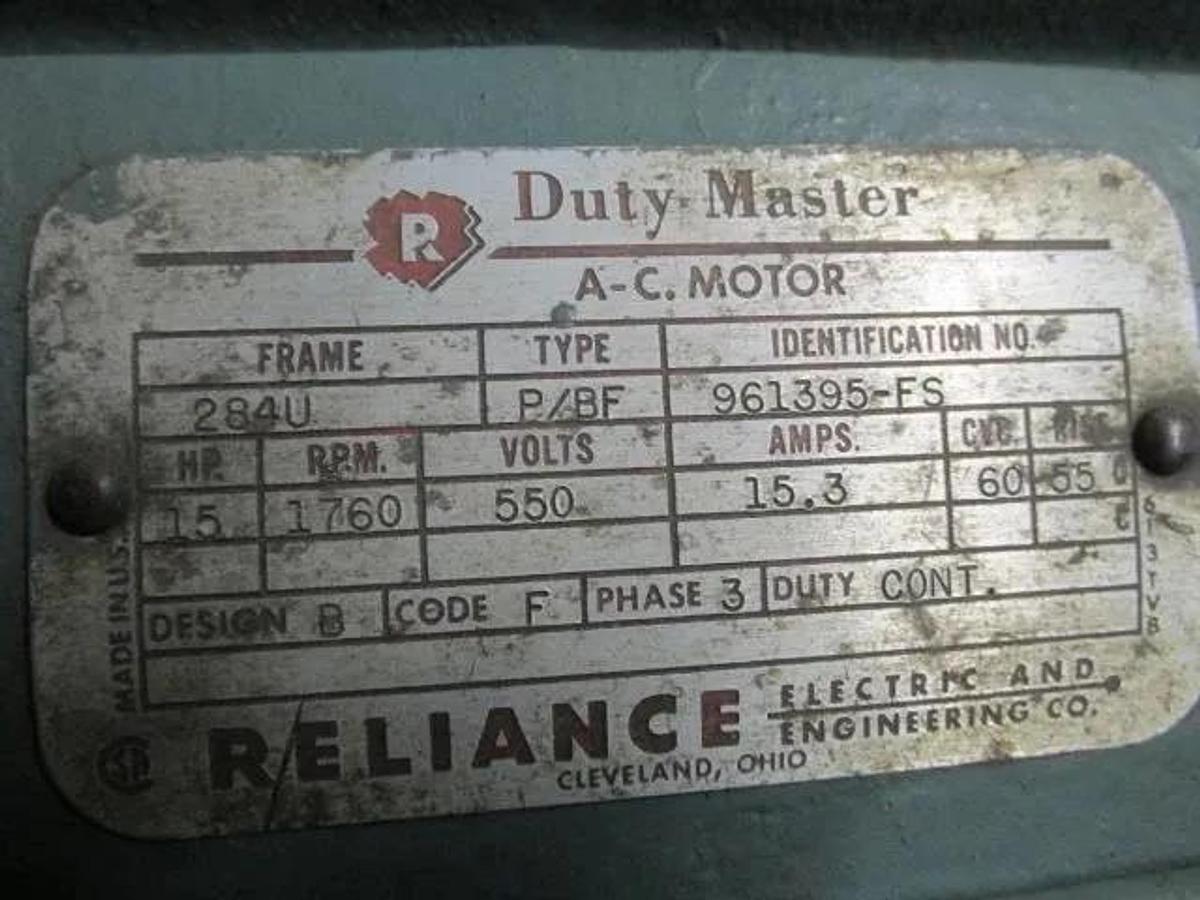 R
Duty Master
A-C. MOTOR
FRAME TYPE IDENTIFICATION NO.
284U P/BF 961395-FS
HP. R.P.M. VOLTS AMPS. CYC. RISE
15 1760 550 15.3 60 55 C
DESIGN B CODE F PHASE 3 DUTY CONT.
MADE IN U.S.
RELIANCE ELECTRIC AND
ENGINEERING CO.
CLEVELAND, OHIO